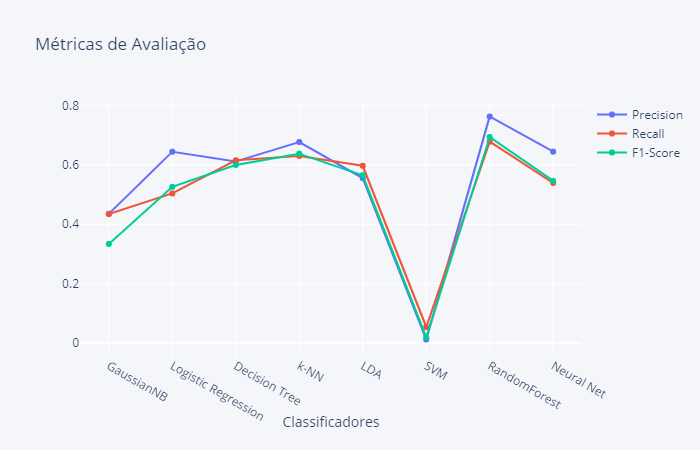 Métricas de Avaliação
0.8
0.6
0.4
0.2
0
Precision
Recall
F1-Score
GaussianNB
Logistic Regression
Decision Tree
k-NN
LDA
SVM
RandomForest
Neural Net
Classificadores